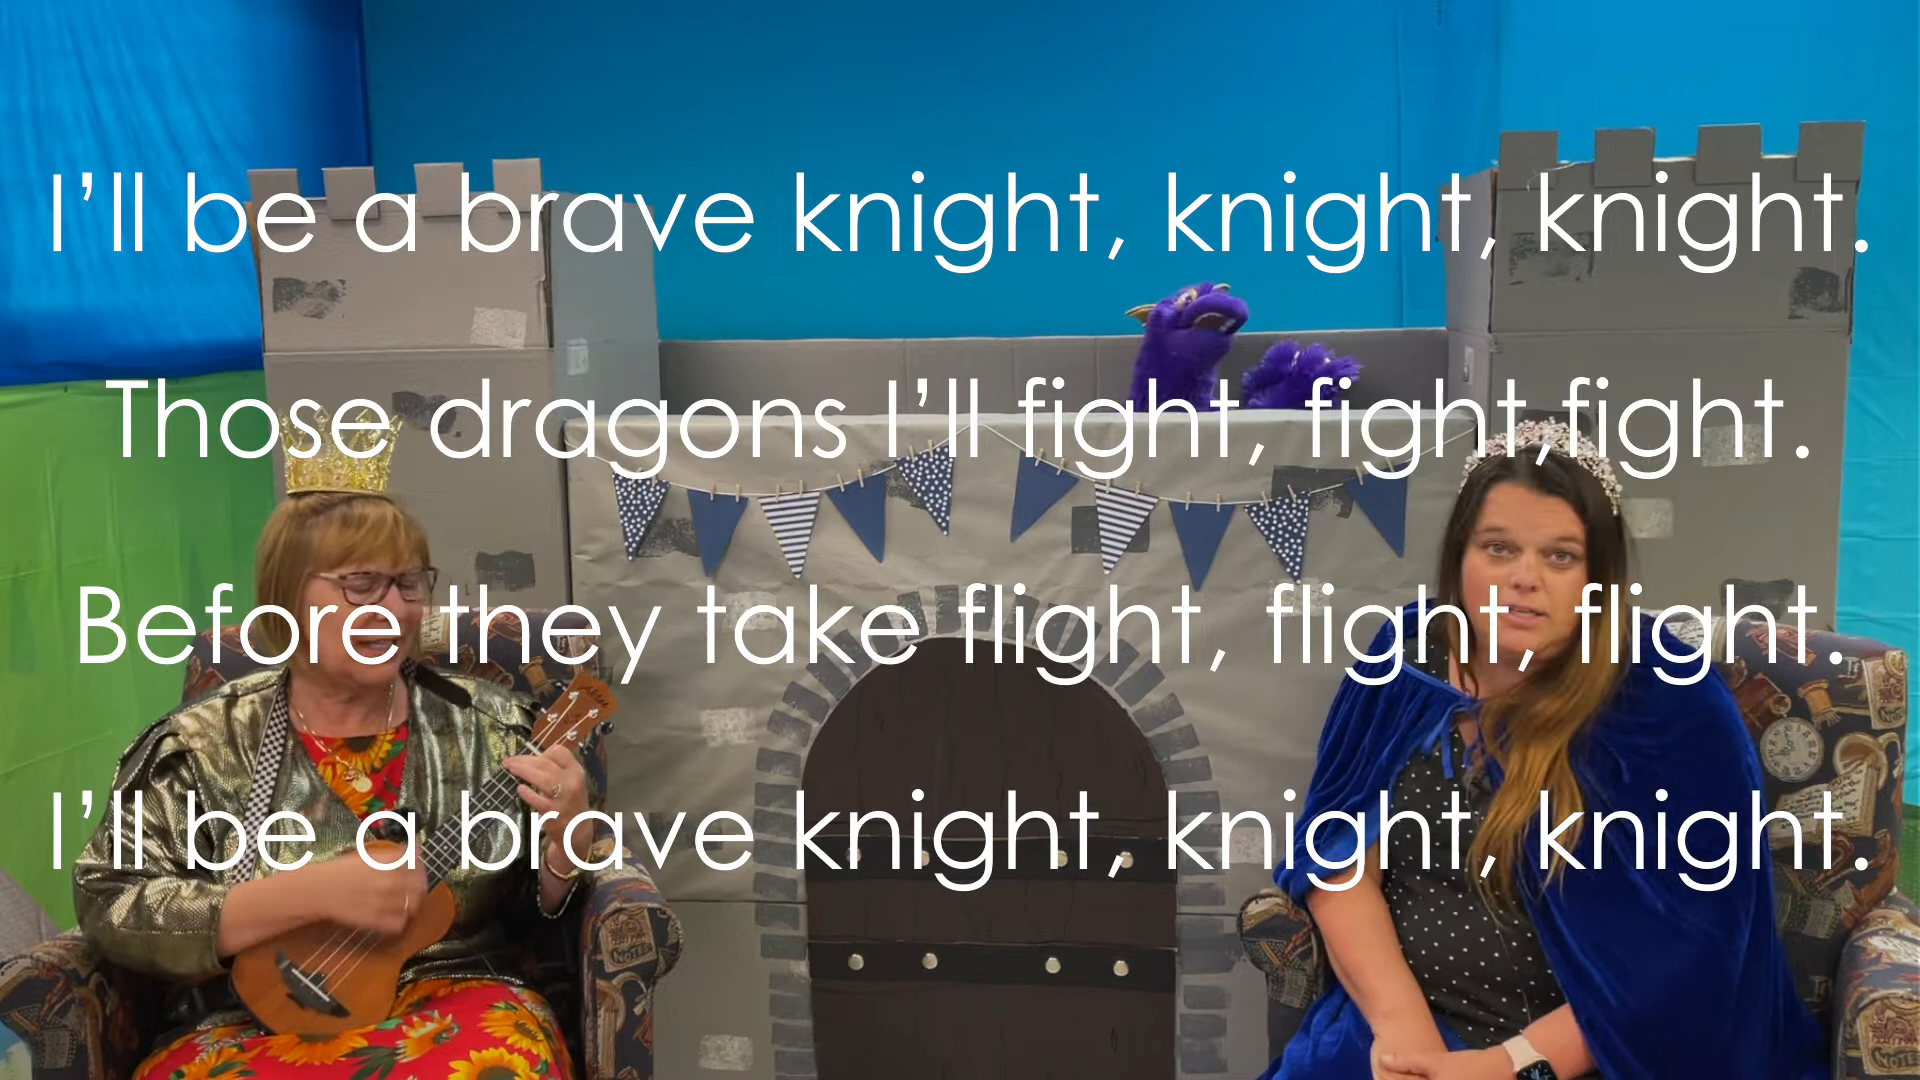 I’ll be a brave knight, knight, knight.
Those dragons I’ll fight, fight,fight.
Before they take flight, flight, flight.
I’ll be a brave knight, knight, knight.